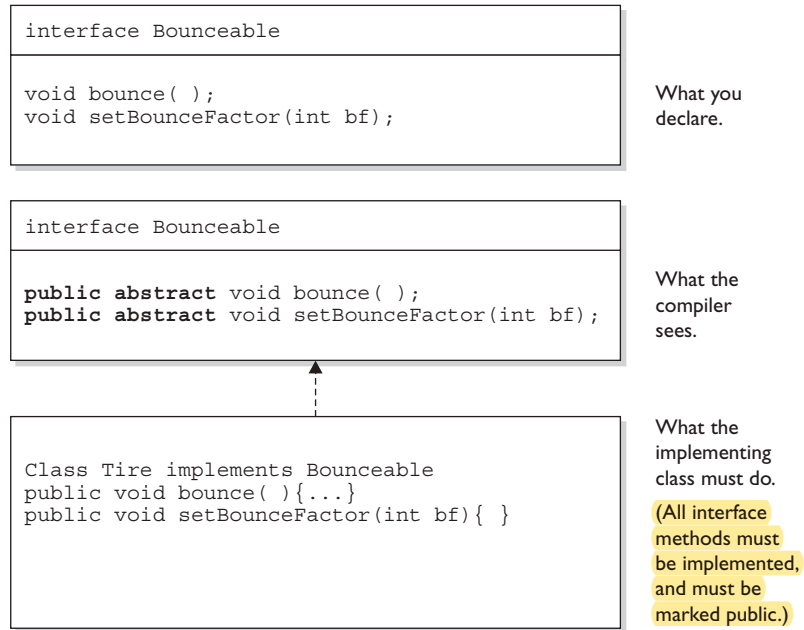 interface Bounceable
void bounce( );
void setBounceFactor(int bf);
What you
declare.
interface Bounceable
public abstract void bounce( );
public abstract void setBounceFactor(int bf);
What the
compiler
sees.
Class Tire implements Bounceable
public void bounce( ){...}
public void setBounceFactor(int bf){ }
What the
implementing
class must do.
(All interface
methods must
be implemented,
and must be
marked public.)